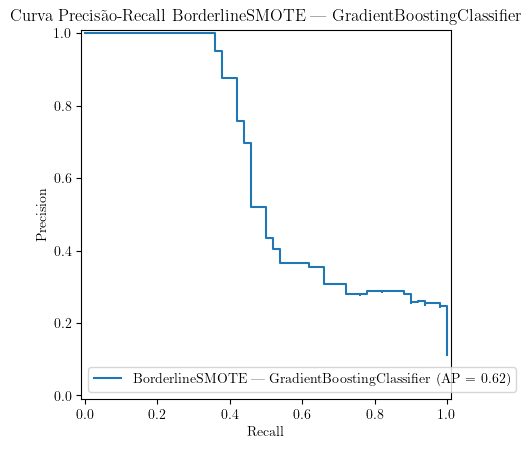 Curva Precisão-Recall BorderlineSMOTE — GradientBoostingClassifier
1.0
0.8
0.6
0.4
0.2
0.0
Precision
BorderlineSMOTE — GradientBoostingClassifier (AP = 0.62)
0.0 0.2 0.4 0.6 0.8 1.0
Recall